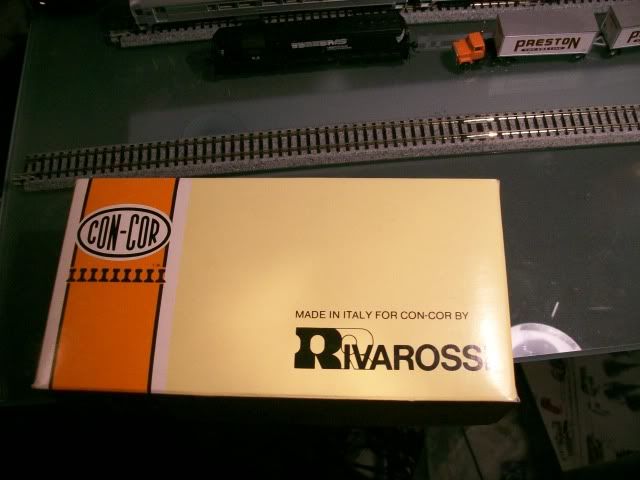 PRESTON
CON-COR
MADE IN ITALY FOR CON-COR BY
RIVAROSSI